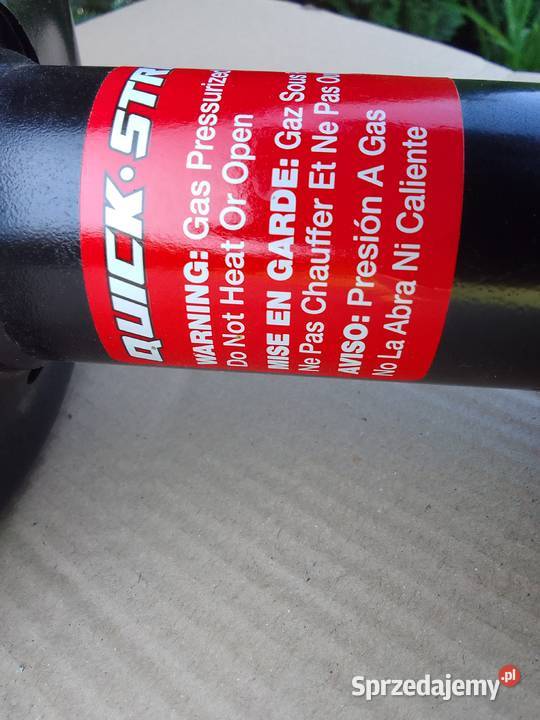 QUICK·STR
WARNING: Gas Pressurized
Do Not Heat Or Open
MISE EN GARDE: Gaz Sous
Ne Pas Chauffer Et Ne Pas
AVISO: Presión A Gas
No La Abra Ni Caliente
Sprzedajemy.pl